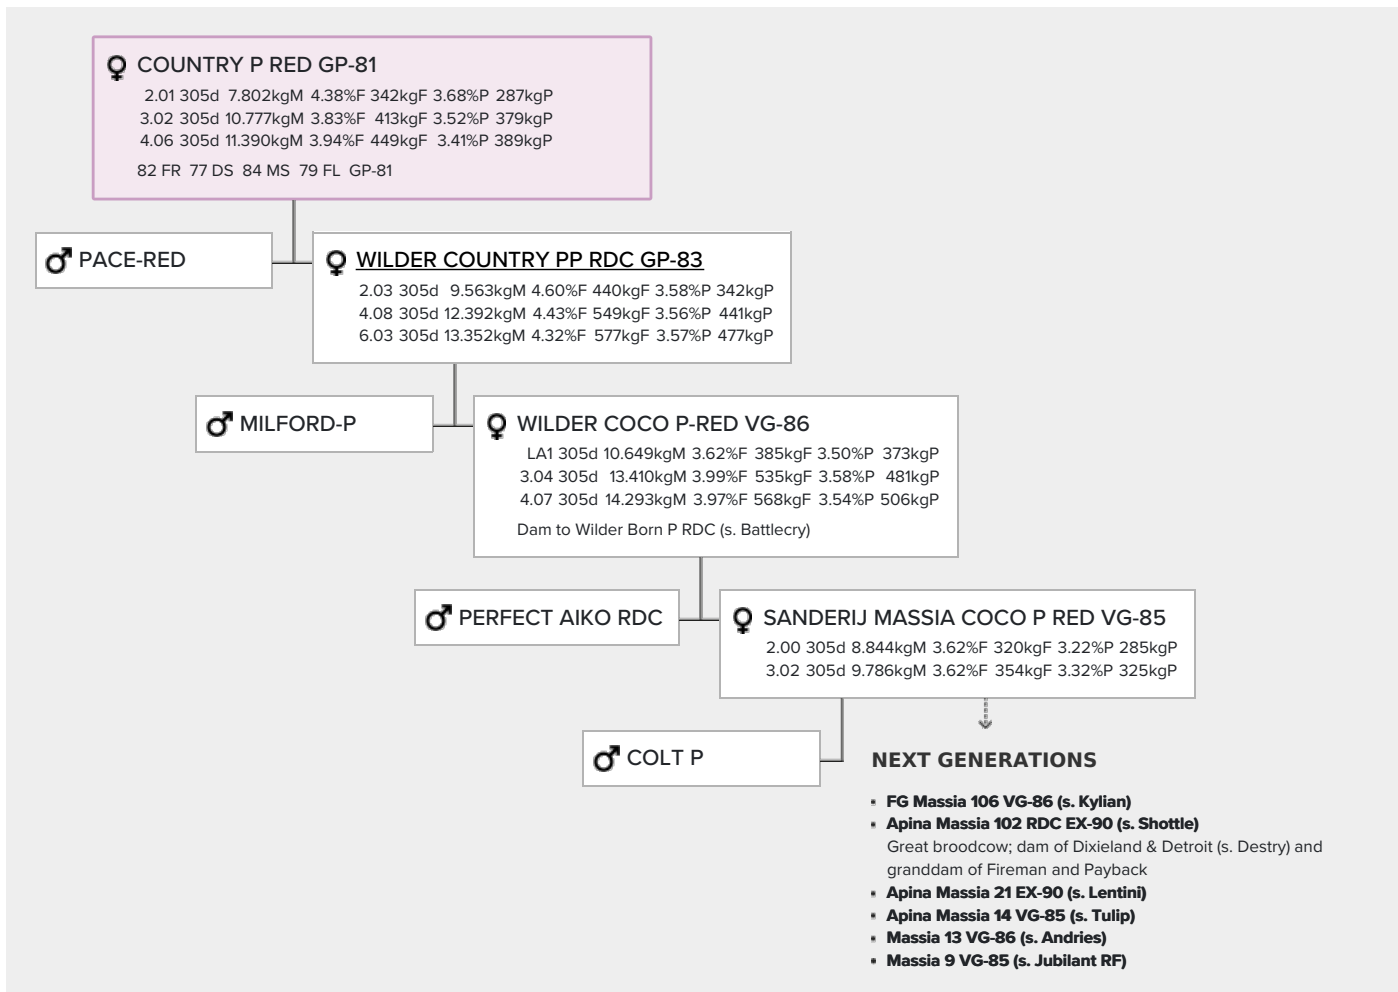 COUNTRY P RED GP-81
2.01 305d 7.802kgM 4.38%F 342kgF 3.68%P 287kgP
3.02 305d 10.777kgM 3.83%F 413kgF 3.52%P 379kgP
4.06 305d 11.390kgM 3.94%F 449kgF 3.41%P 389kgP
82 FR 77 DS 84 MS 79 FL GP-81
PACE-RED
WILDER COUNTRY PP RDC GP-83
2.03 305d 9.563kgM 4.60%F 440kgF 3.58%P 342kgP
4.08 305d 12.392kgM 4.43%F 549kgF 3.56%P 441kgP
6.03 305d 13.352kgM 4.32%F 577kgF 3.57%P 477kgP
MILFORD-P
WILDER COCO P-RED VG-86
LA1 305d 10.649kgM 3.62%F 385kgF 3.50%P 373kgP
3.04 305d 13.410kgM 3.99%F 535kgF 3.58%P 481kgP
4.07 305d 14.293kgM 3.97%F 568kgF 3.54%P 506kgP
Dam to Wilder Born P RDC (s. Battlecry)
PERFECT AIKO RDC
SANDERIJ MASSIA COCO P RED VG-85
2.00 305d 8.844kgM 3.62%F 320kgF 3.22%P 285kgP
3.02 305d 9.786kgM 3.62%F 354kgF 3.32%P 325kgP
COLT P
NEXT GENERATIONS
FG Massia 106 VG-86 (s. Kylian)
Apina Massia 102 RDC EX-90 (s. Shottle)
Great broodcow; dam of Dixieland & Detroit (s. Destry) and
granddam of Fireman and Payback
Apina Massia 21 EX-90 (s. Lentini)
Apina Massia 14 VG-85 (s. Tulip)
Massia 13 VG-86 (s. Andries)
Massia 9 VG-85 (s. Jubilant RF)